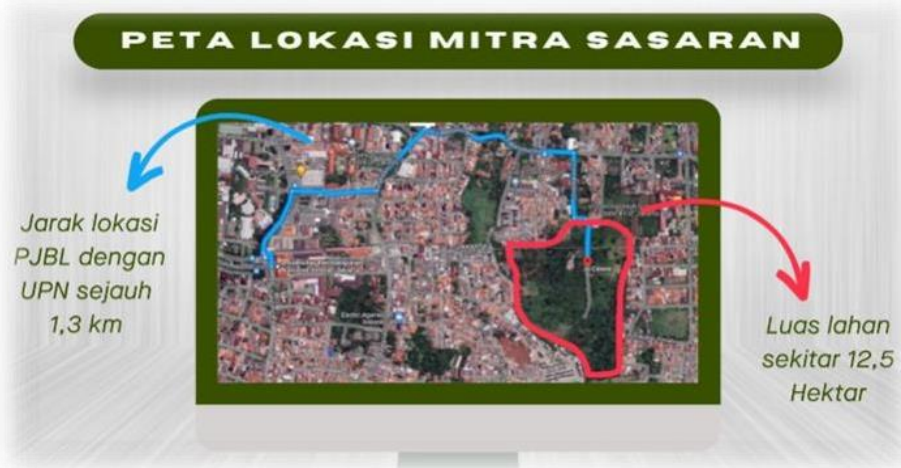 PETA LOKASI MITRA SASARAN
Jarak lokasi
PJBL dengan
UPN sejauh
1,3 km
Luas lahan
sekitar 12,5
Hektar